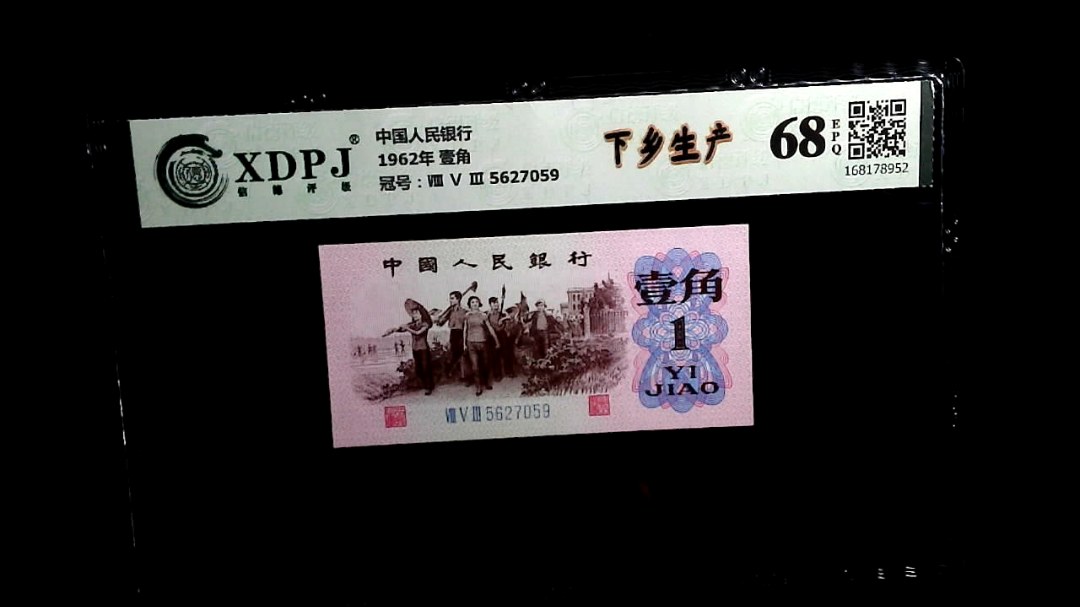 XDPJ®
信德评级
中国人民银行
1962年 壹角
冠号：Ⅷ Ⅴ Ⅲ 5627059
下乡生产
68
EPQ
168178952
中國人民銀行
壹角
1
YI
JIAO
Ⅷ Ⅴ Ⅲ 5627059